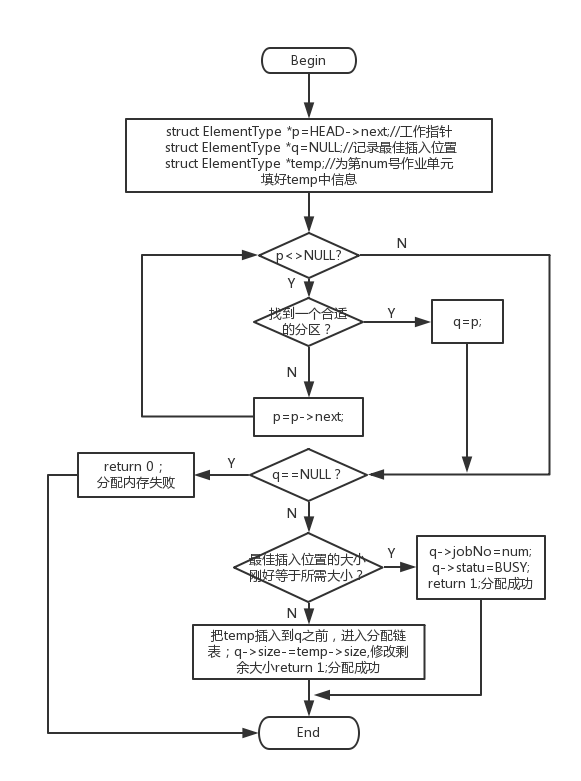 Begin
struct ElementType *p=HEAD->next;//工作指针
struct ElementType *q=NULL;//记录最佳插入位置
struct ElementType *temp;//为第num号作业单元
填好temp中信息
p<>NULL?
N
Y
找到一个合适
的分区？
Y
q=p;
N
p=p->next;
return 0；
分配内存失败
Y
q==NULL？
N
最佳插入位置的大小
刚好等于所需大小？
Y
q->jobNo=num;
q->statu=BUSY;
return 1;分配成功
N
把temp插入到q之前，进入分配链
表；q->size-=temp->size,修改剩
余大小return 1;分配成功
End